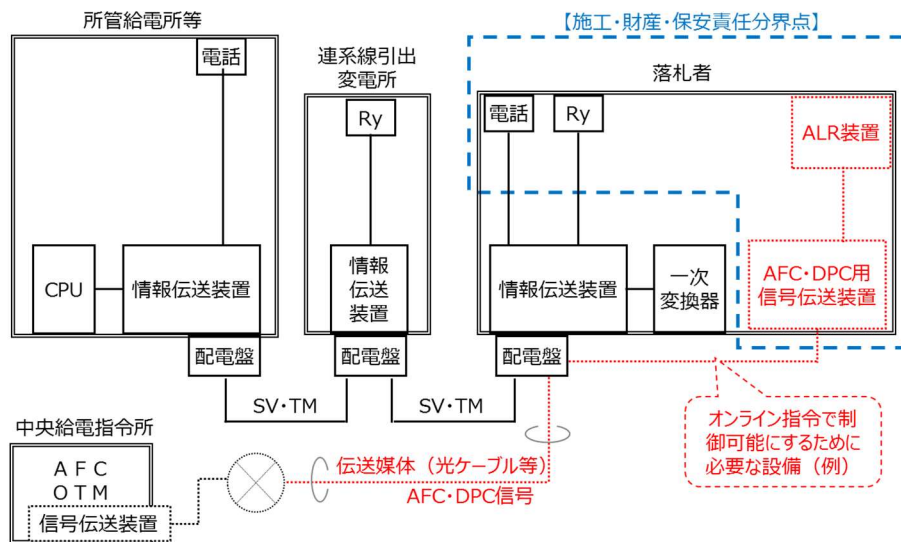 所管給電所等
電話
CPU
情報伝送装置
配電盤
連系線引出
変電所
Ry
情報
伝送
装置
配電盤
【施工・財産・保安責任分界点】
落札者
電話
Ry
ALR装置
情報伝送装置
一次
変換器
AFC・DPC用
信号伝送装置
配電盤
SV・TM
SV・TM
オンライン指令で制
御可能にするために
必要な設備（例）
中央給電指令所
ＡＦＣ
ＯＴＭ
信号伝送装置
伝送媒体（光ケーブル等）
AFC・DPC信号